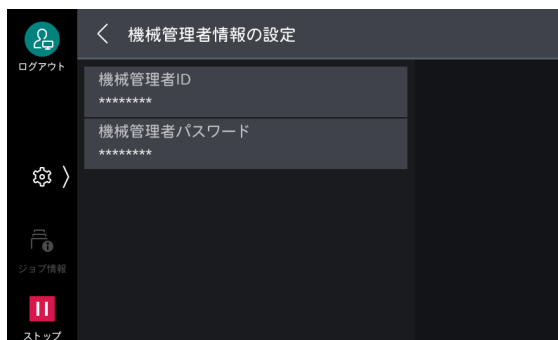 機械管理者情報の設定
ログアウト
機械管理者ID
********
機械管理者パスワード
********
ジョブ情報
ストップ